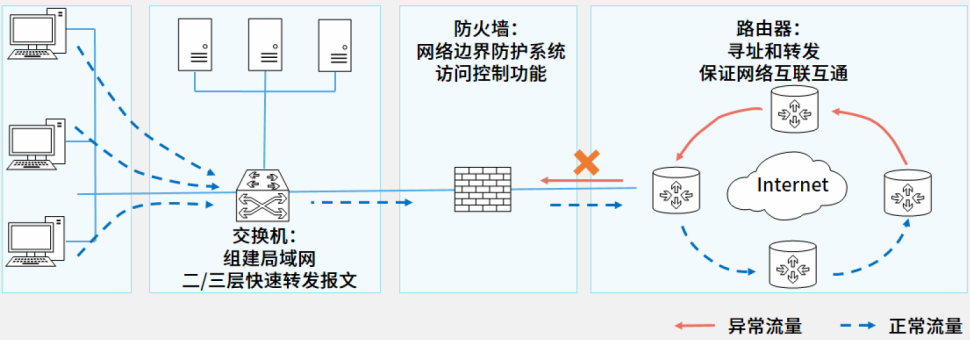 防火墙：
网络边界防护系统
访问控制功能
路由器：
寻址和转发
保证网络互联互通
Internet
交换机：
组建局域网
二/三层快速转发报文
异常流量
正常流量